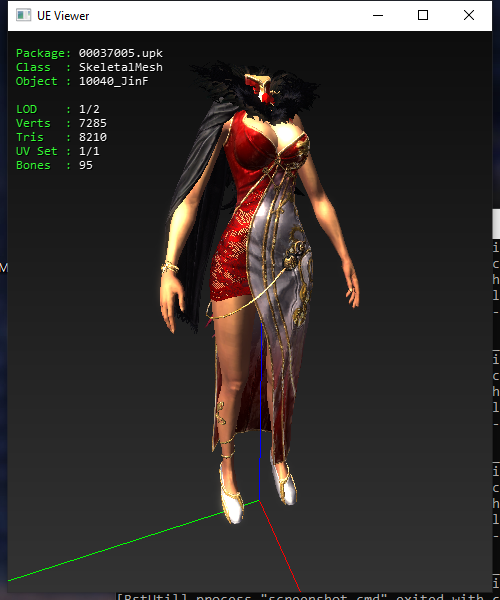 UE Viewer
Package: 00037005.upk
Class : SkeletalMesh
Object : 10040_JinF
LOD : 1/2
Verts : 7285
Tris : 8210
UV Set : 1/1
Bones : 95
M
i
c
h
l
-
i
c
h
l
-
i
c
h
l
-
i
[BstUtil] process "screenshot.cmd" exited with c